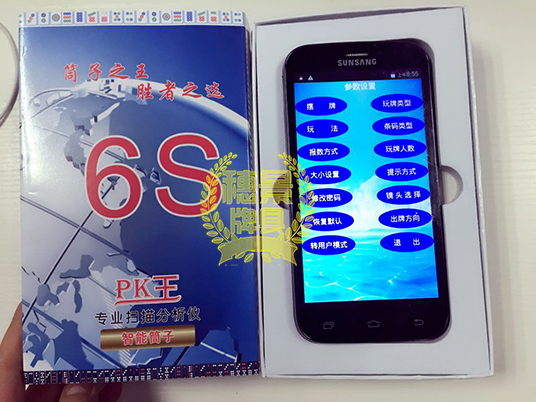 筒子之王
胜者之选
6S
PK王
专业扫描分析仪
智能筒子
SUNSANG
上午8:55
参数设置
牌
玩牌类型
玩 法
条码类型
报数方式
玩牌人数
大小设置
提示方式
修改密码
镜头选择
恢复默认
出牌方向
转用户模式
退 出
穗昊
牌具